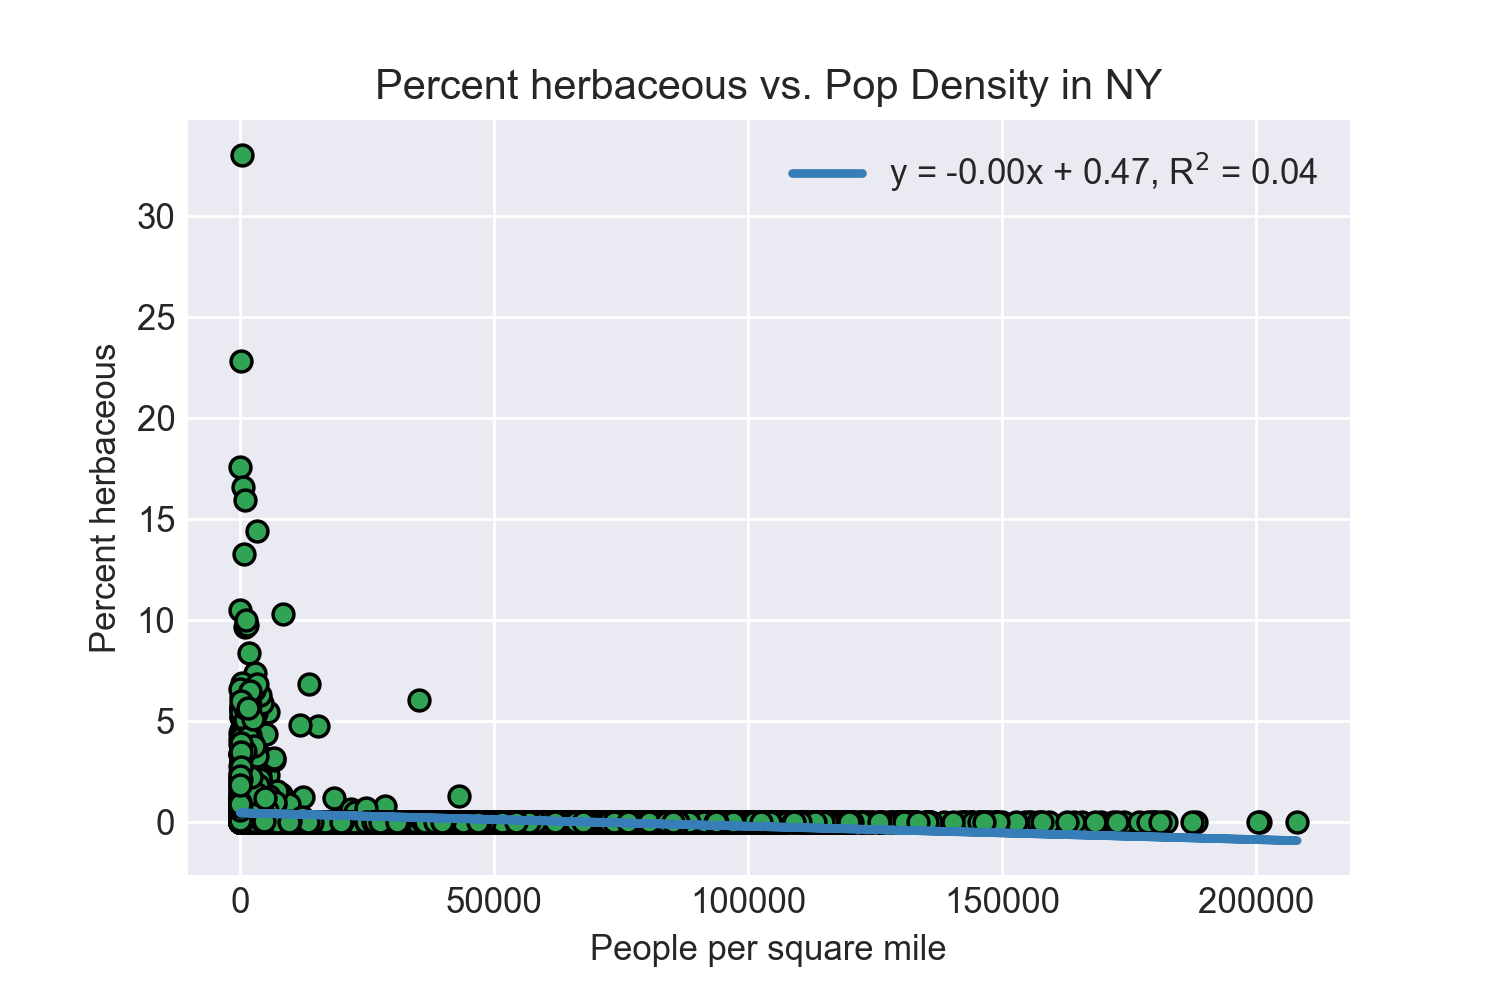 Percent herbaceous vs. Pop Density in NY
y = -0.00x + 0.47, R² = 0.04
30
25
20
15
10
5
0
Percent herbaceous
0 50000 100000 150000 200000
People per square mile